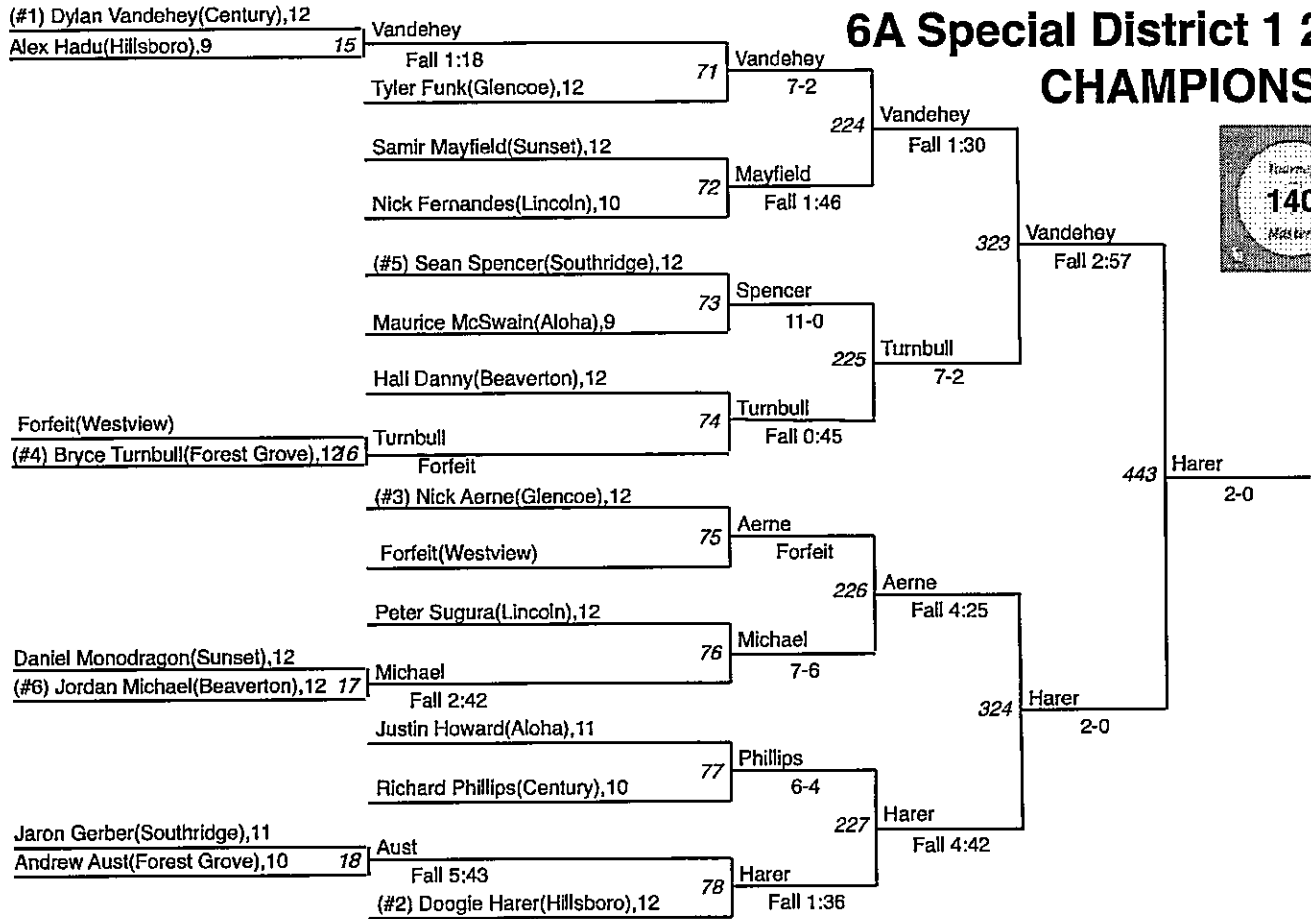 6A Special District 1 2
CHAMPIONS
140
(#1) Dylan Vandehey(Century),12
Alex Hadu(Hillsboro),9 15
Vandehey
Fall 1:18
Tyler Funk(Glencoe),12
71
Vandehey
7-2
Samir Mayfield(Sunset),12
Nick Fernandes(Lincoln),10
72
Mayfield
Fall 1:46
224
Vandehey
Fall 1:30
(#5) Sean Spencer(Southridge),12
Maurice McSwain(Aloha),9
73
Spencer
11-0
Hall Danny(Beaverton),12
Forfeit(Westview)
(#4) Bryce Turnbull(Forest Grove),1216
Turnbull
Forfeit
74
Turnbull
Fall 0:45
225
Turnbull
7-2
323
Vandehey
Fall 2:57
(#3) Nick Aerne(Glencoe),12
Forfeit(Westview)
75
Aerne
Forfeit
Peter Sugura(Lincoln),12
Daniel Monodragon(Sunset),12
(#6) Jordan Michael(Beaverton),12 17
Michael
Fall 2:42
76
Michael
7-6
226
Aerne
Fall 4:25
Justin Howard(Aloha),11
Richard Phillips(Century),10
77
Phillips
6-4
Jaron Gerber(Southridge),11
Andrew Aust(Forest Grove),10 18
Aust
Fall 5:43
(#2) Doogie Harer(Hillsboro),12
78
Harer
Fall 1:36
227
Harer
Fall 4:42
324
Harer
2-0
443
Harer
2-0